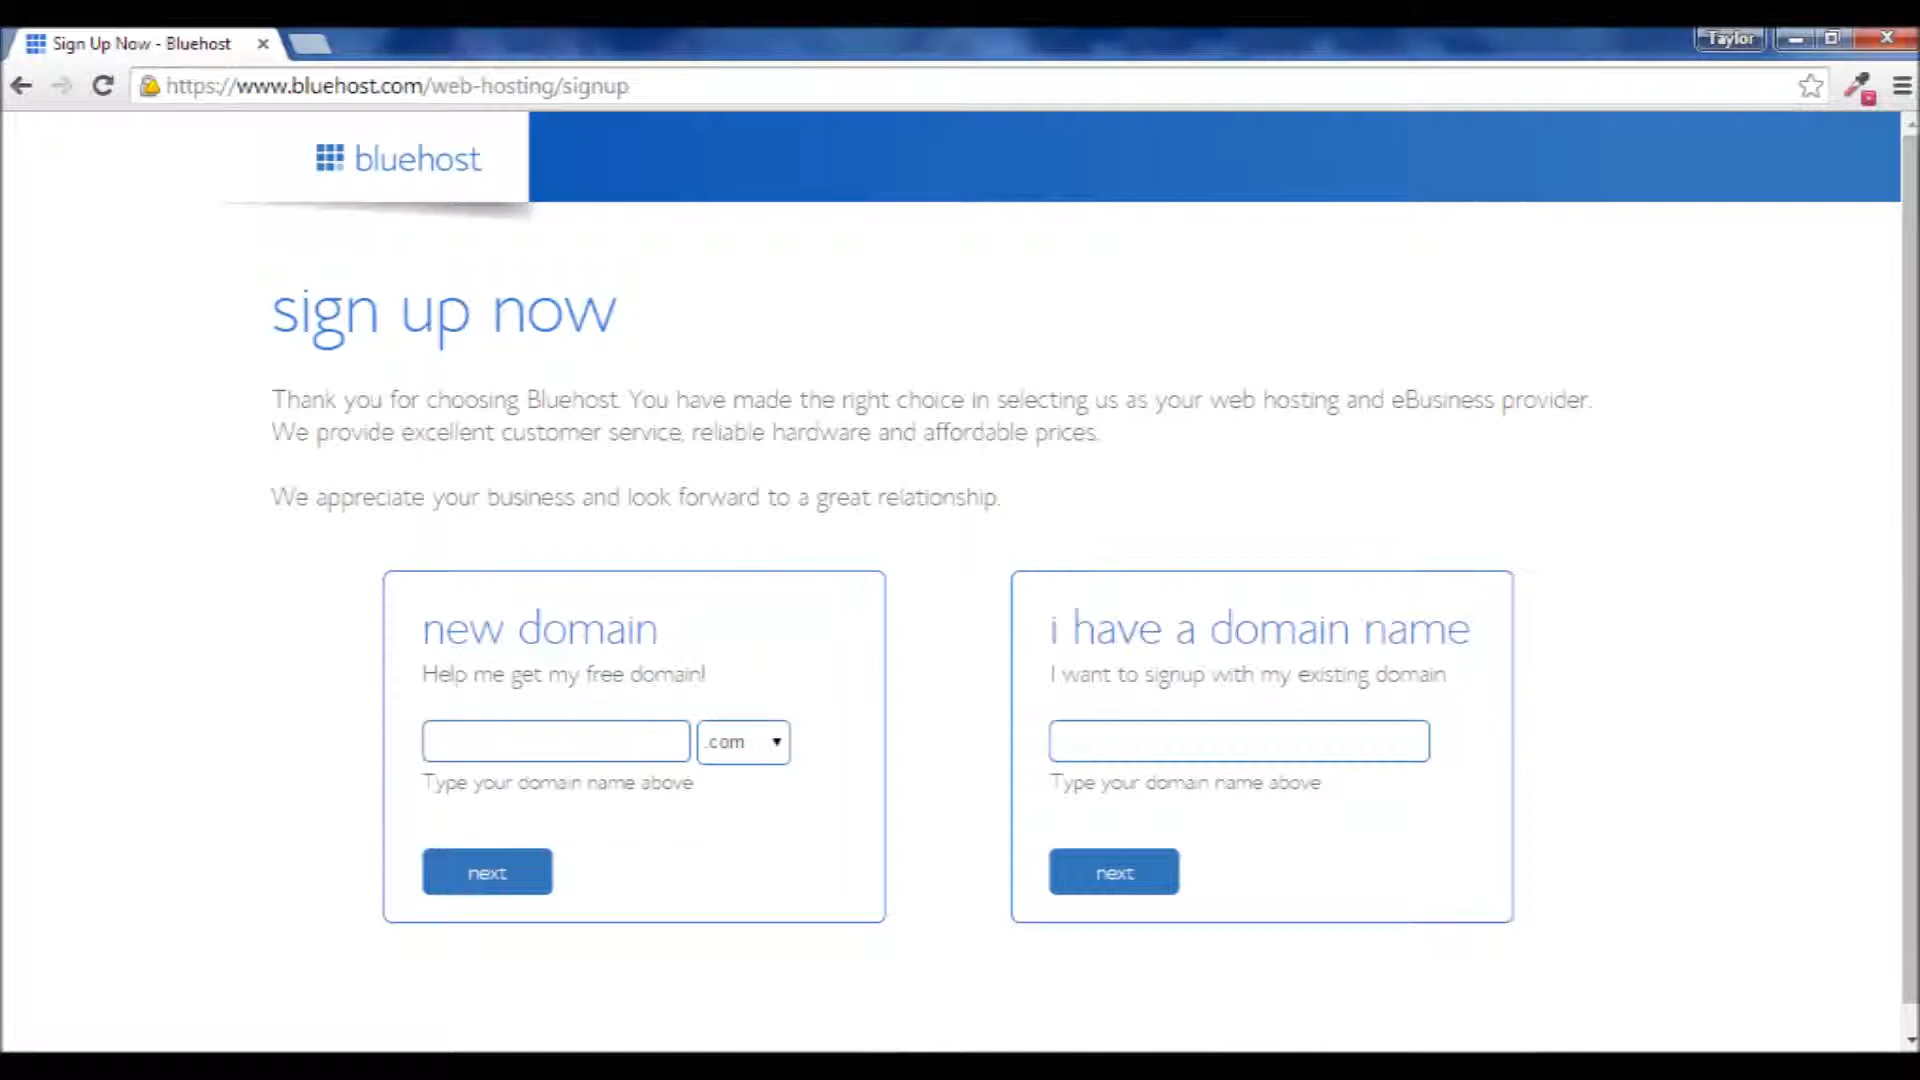 Sign Up Now - Bluehost
Taylor
https://www.bluehost.com/web-hosting/signup
bluehost
sign up now
Thank you for choosing Bluehost. You have made the right choice in selecting us as your web hosting and eBusiness provider.
We provide excellent customer service, reliable hardware and affordable prices.
We appreciate your business and look forward to a great relationship.
new domain
Help me get my free domain!
.com
Type your domain name above
next
i have a domain name
I want to signup with my existing domain
Type your domain name above
next